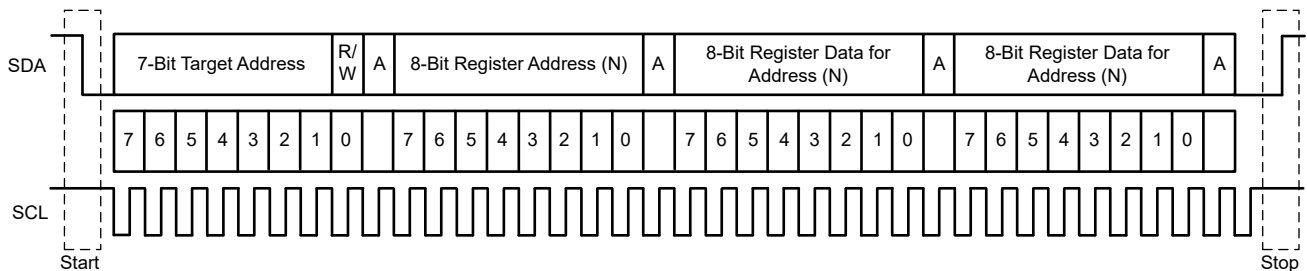 SDA
7-Bit Target Address
R/
W
A
8-Bit Register Address (N)
A
8-Bit Register Data for
Address (N)
A
8-Bit Register Data for
Address (N)
A
7 6 5 4 3 2 1 0 7 6 5 4 3 2 1 0 7 6 5 4 3 2 1 0 7 6 5 4 3 2 1 0
SCL
Start
Stop